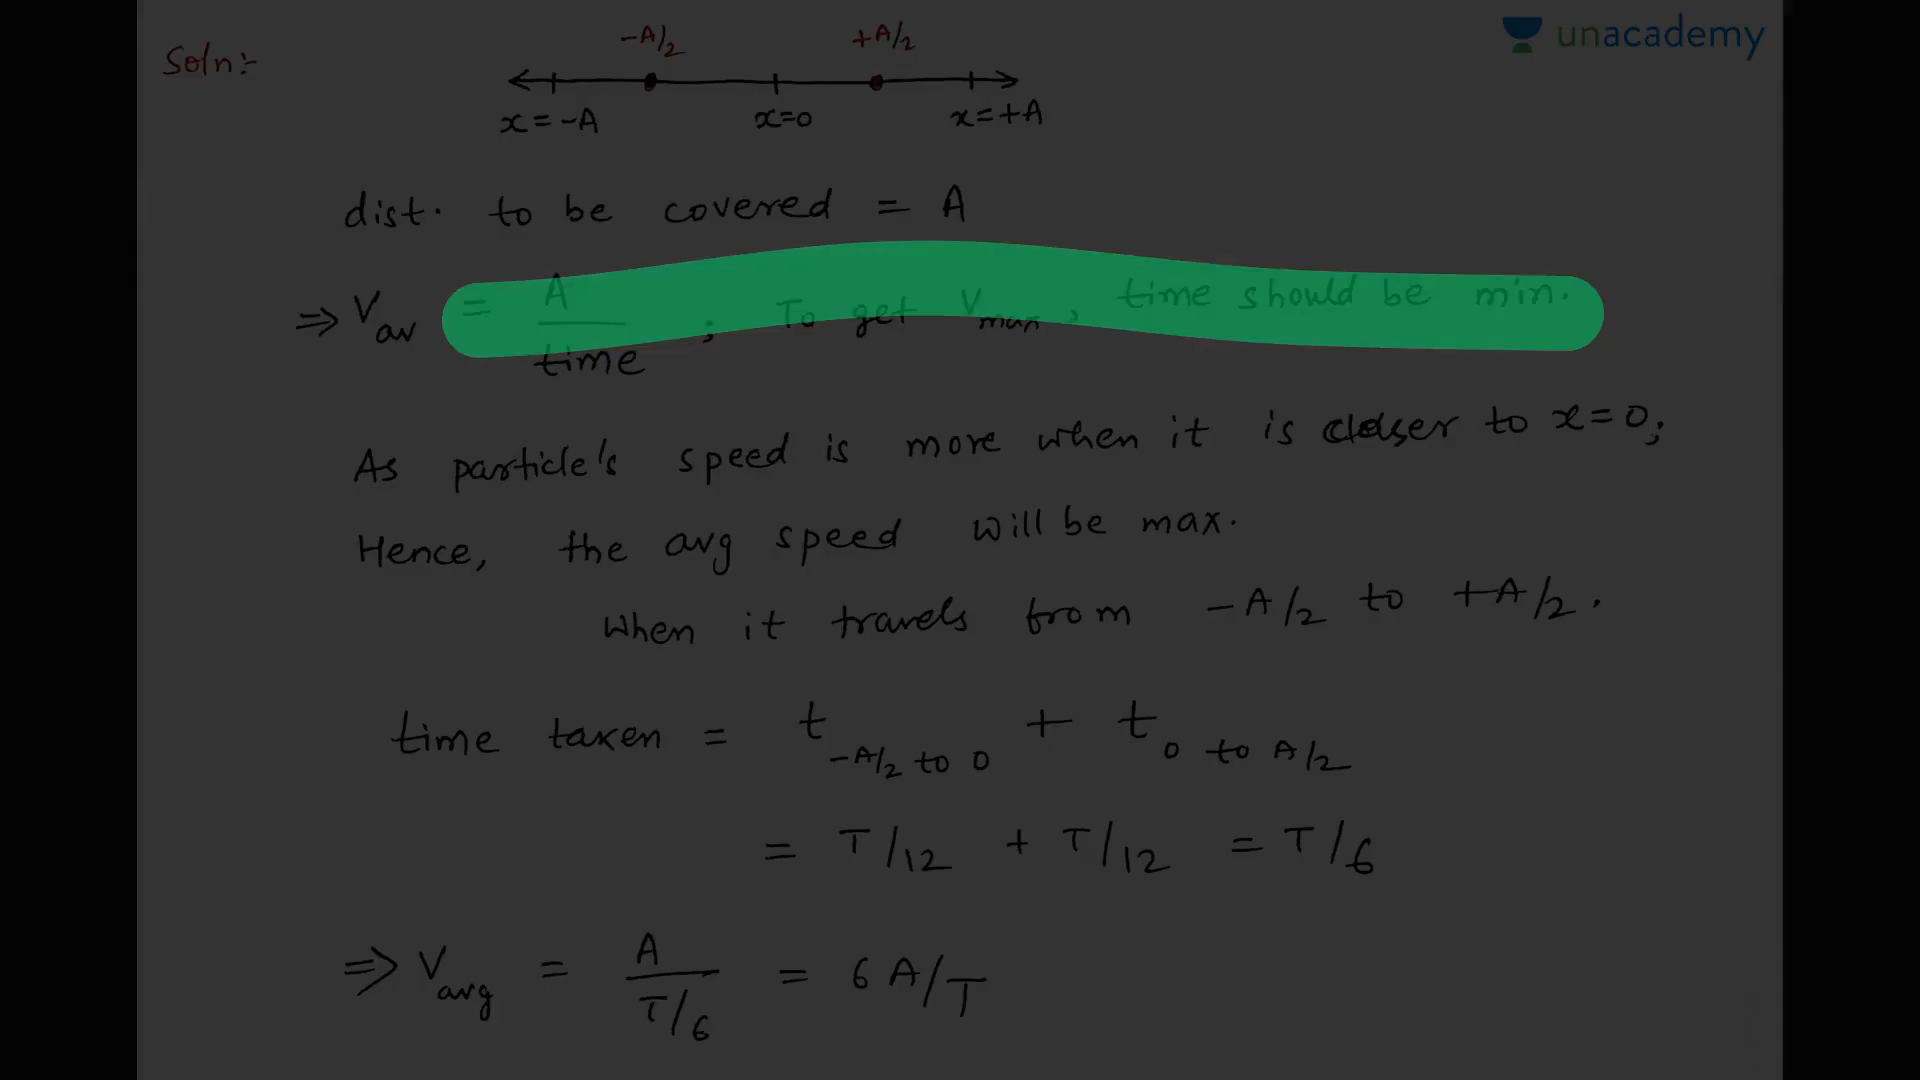 unacademy
Soln:-
-A/2 +A/2
x=-A x=0 x=+A
dist. to be covered = A
⇒ Vav = A/time ; To get Vmax, time should be min.
As particle's speed is more when it is closer to x=0;
Hence, the avg speed will be max.
when it travels from -A/2 to +A/2.
time taken = t -A/2 to 0 + t 0 to A/2
= T/12 + T/12 = T/6
⇒ Vavg = A/(T/6) = 6A/T